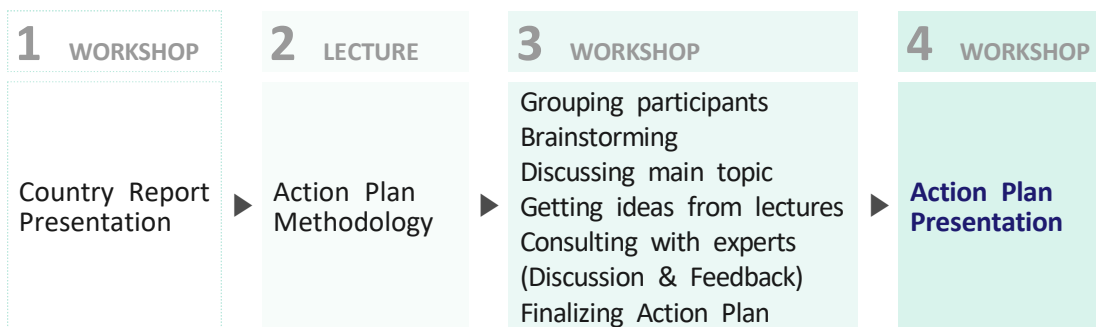 1 WORKSHOP
Country Report
Presentation
2 LECTURE
Action Plan
Methodology
3 WORKSHOP
Grouping participants
Brainstorming
Discussing main topic
Getting ideas from lectures
Consulting with experts
(Discussion & Feedback)
Finalizing Action Plan
4 WORKSHOP
Action Plan
Presentation